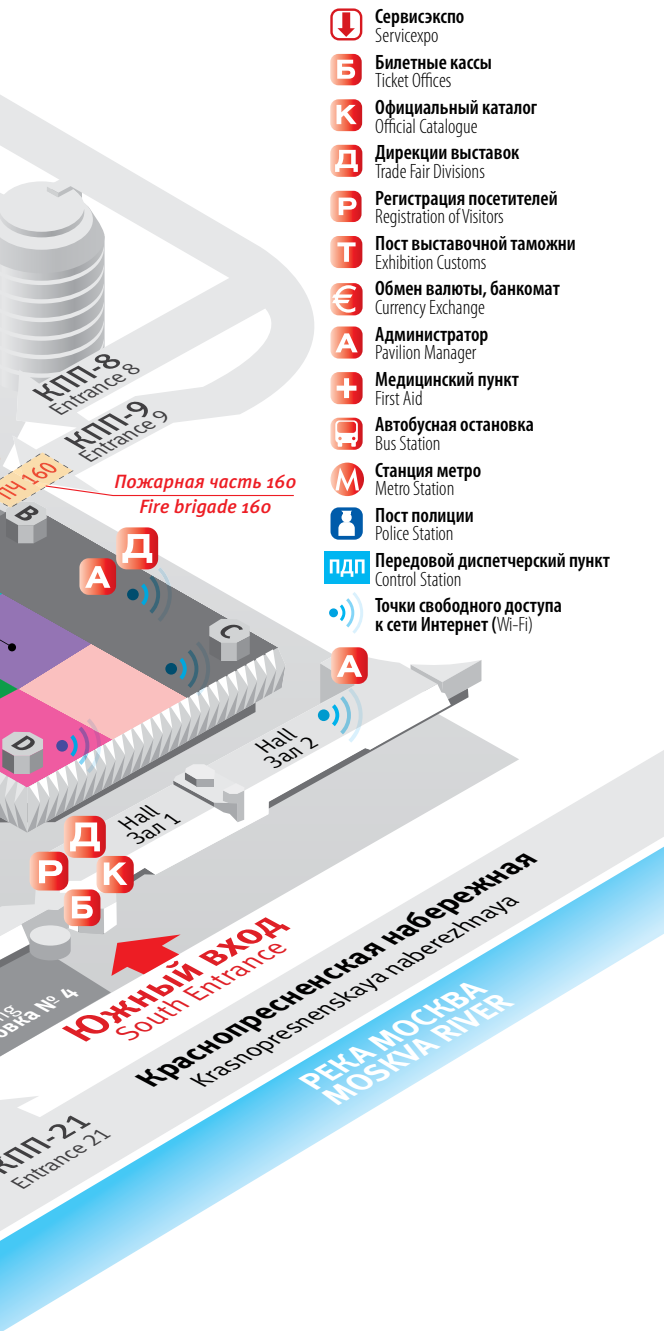 Сервисэкспо
Servicexpo
Б
Билетные кассы
Ticket Offices
К
Официальный каталог
Official Catalogue
Д
Дирекции выставок
Trade Fair Divisions
Р
Регистрация посетителей
Registration of Visitors
Т
Пост выставочной таможни
Exhibition Customs
€
Обмен валюты, банкомат
Currency Exchange
А
Администратор
Pavilion Manager
Медицинский пункт
First Aid
Автобусная остановка
Bus Station
М
Станция метро
Metro Station
Пост полиции
Police Station
ПДП
Передовой диспетчерский пункт
Control Station
Точки свободного доступа
к сети Интернет (Wi-Fi)
КПП-8
Entrance 8
КПП-9
Entrance 9
ПЧ 160
Пожарная часть 160
Fire brigade 160
B
Д
А
C
А
D
Hall
Зал 2
Hall
Зал 1
Д
Р
К
Б
Южный вход
South Entrance
№ 4
Краснопресненская набережная
Krasnopresnenskaya naberezhnaya
РЕКА МОСКВА
MOSKVA RIVER
КПП-21
Entrance 21